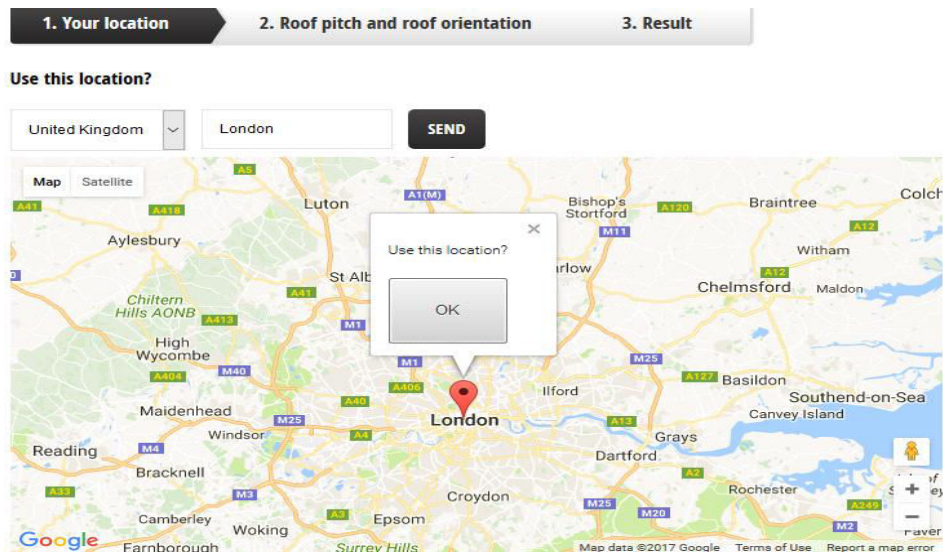 1. Your location
2. Roof pitch and roof orientation
3. Result
Use this location?
United Kingdom
London
SEND
Map
Satellite
A5
A1(M)
Luton
Bishop's
Stortford
A120
Braintree
Colch
A41
A418
M11
A12
Aylesbury
Use this location?
Witham
St Alb
arlow
A12
Chelmsford
Maldon
A41
OK
Chiltern
Hills AONB
A413
M1
High
Wycombe
M40
M1
M25
A404
A406
A127
Basildon
Ilford
A40
Southend-on-Sea
Maidenhead
M25
London
A13
Canvey Island
Windsor
A4
Grays
Reading
M4
Dartford
Bracknell
A2
A33
M3
Croydon
Rochester
M25
A249
Camberley
A3
Epsom
M20
M2
Woking
Google
Farnborough
Surrey Hills
Map data ©2017 Google
Terms of Use
Report a map error